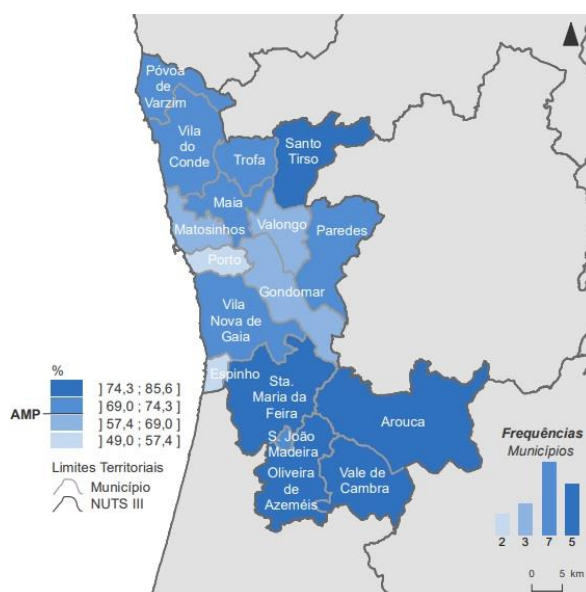 Póvoa
de
Varzim
Vila
do
Conde
Trofa
Santo
Tirso
Maia
Matosinhos
Valongo
Paredes
Porto
Gondomar
Vila
Nova de
Gaia
Espinho
Sta.
Maria da
Feira
Arouca
S. João
Madeira
Oliveira
de
Azeméis
Vale de
Cambra
%
] 74,3 ; 85,6 ]
AMP
] 69,0 ; 74,3 ]
] 57,4 ; 69,0 ]
] 49,0 ; 57,4 ]
Limites Territoriais
Município
NUTS III
Frequências
Municípios
2 3 7 5
0 5 km